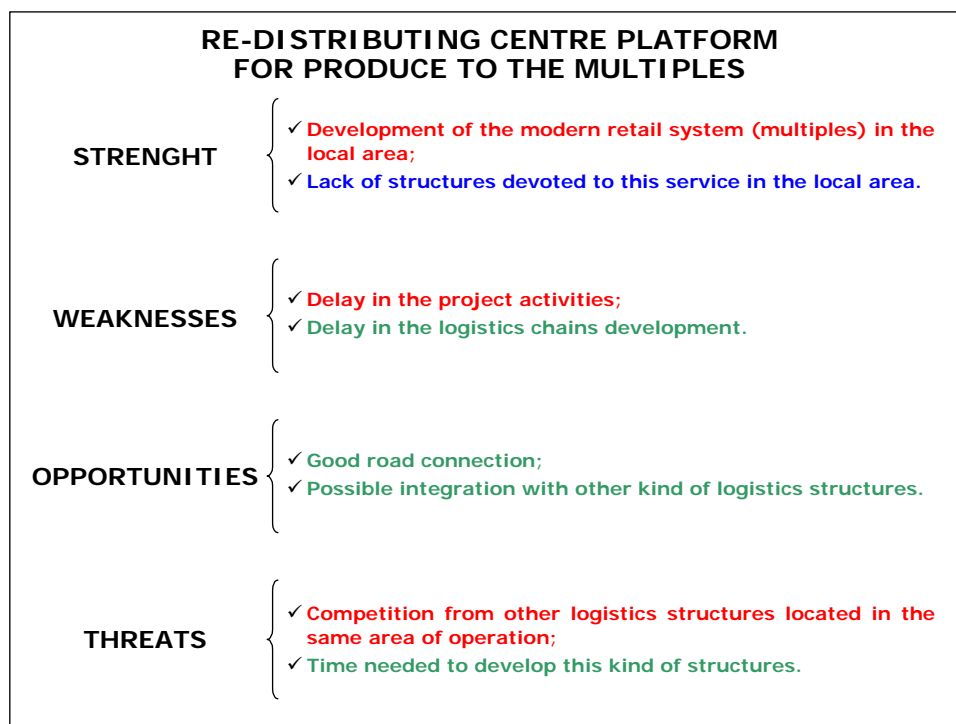 RE-DISTRIBUTING CENTRE PLATFORM
FOR PRODUCE TO THE MULTIPLES
STRENGHT
✓ Development of the modern retail system (multiples) in the
local area;
✓ Lack of structures devoted to this service in the local area.
WEAKNESSES
✓ Delay in the project activities;
✓ Delay in the logistics chains development.
OPPORTUNITIES
✓ Good road connection;
✓ Possible integration with other kind of logistics structures.
THREATS
✓ Competition from other logistics structures located in the
same area of operation;
✓ Time needed to develop this kind of structures.